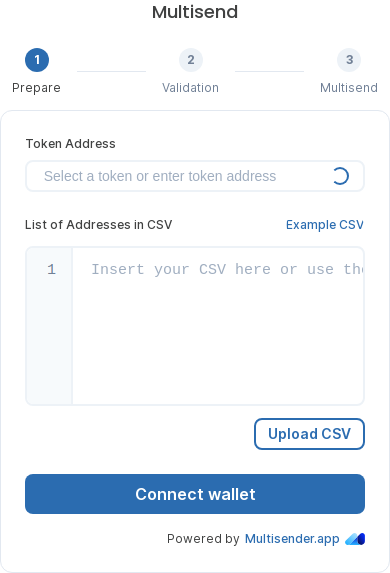 Multisend
1
2
3
Prepare
Validation
Multisend
Token Address
Select a token or enter token address
List of Addresses in CSV
Example CSV
1
Insert your CSV here or use the
Upload CSV
Connect wallet
Powered by Multisender.app